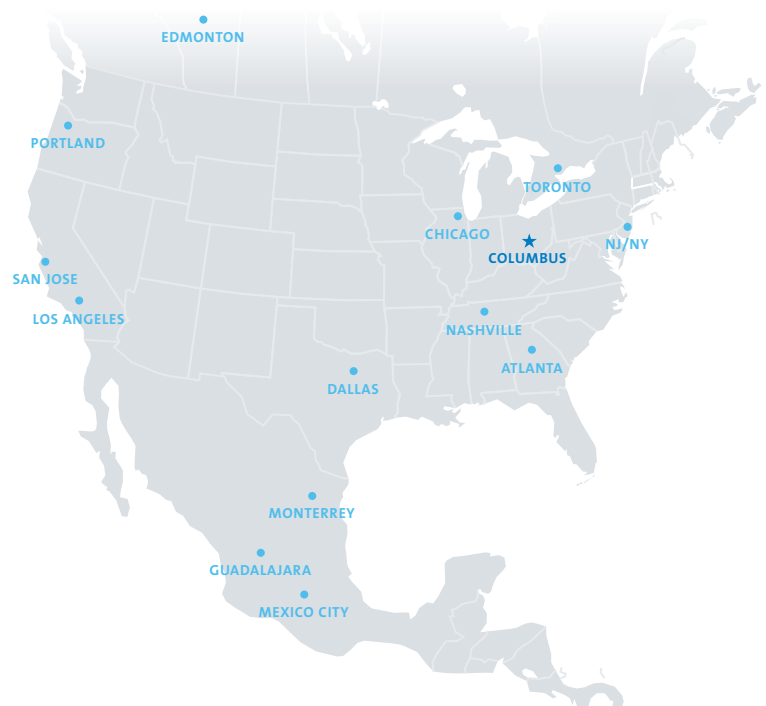 EDMONTON
PORTLAND
TORONTO
CHICAGO
NJ/NY
COLUMBUS
SAN JOSE
LOS ANGELES
NASHVILLE
ATLANTA
DALLAS
MONTERREY
GUADALAJARA
MEXICO CITY